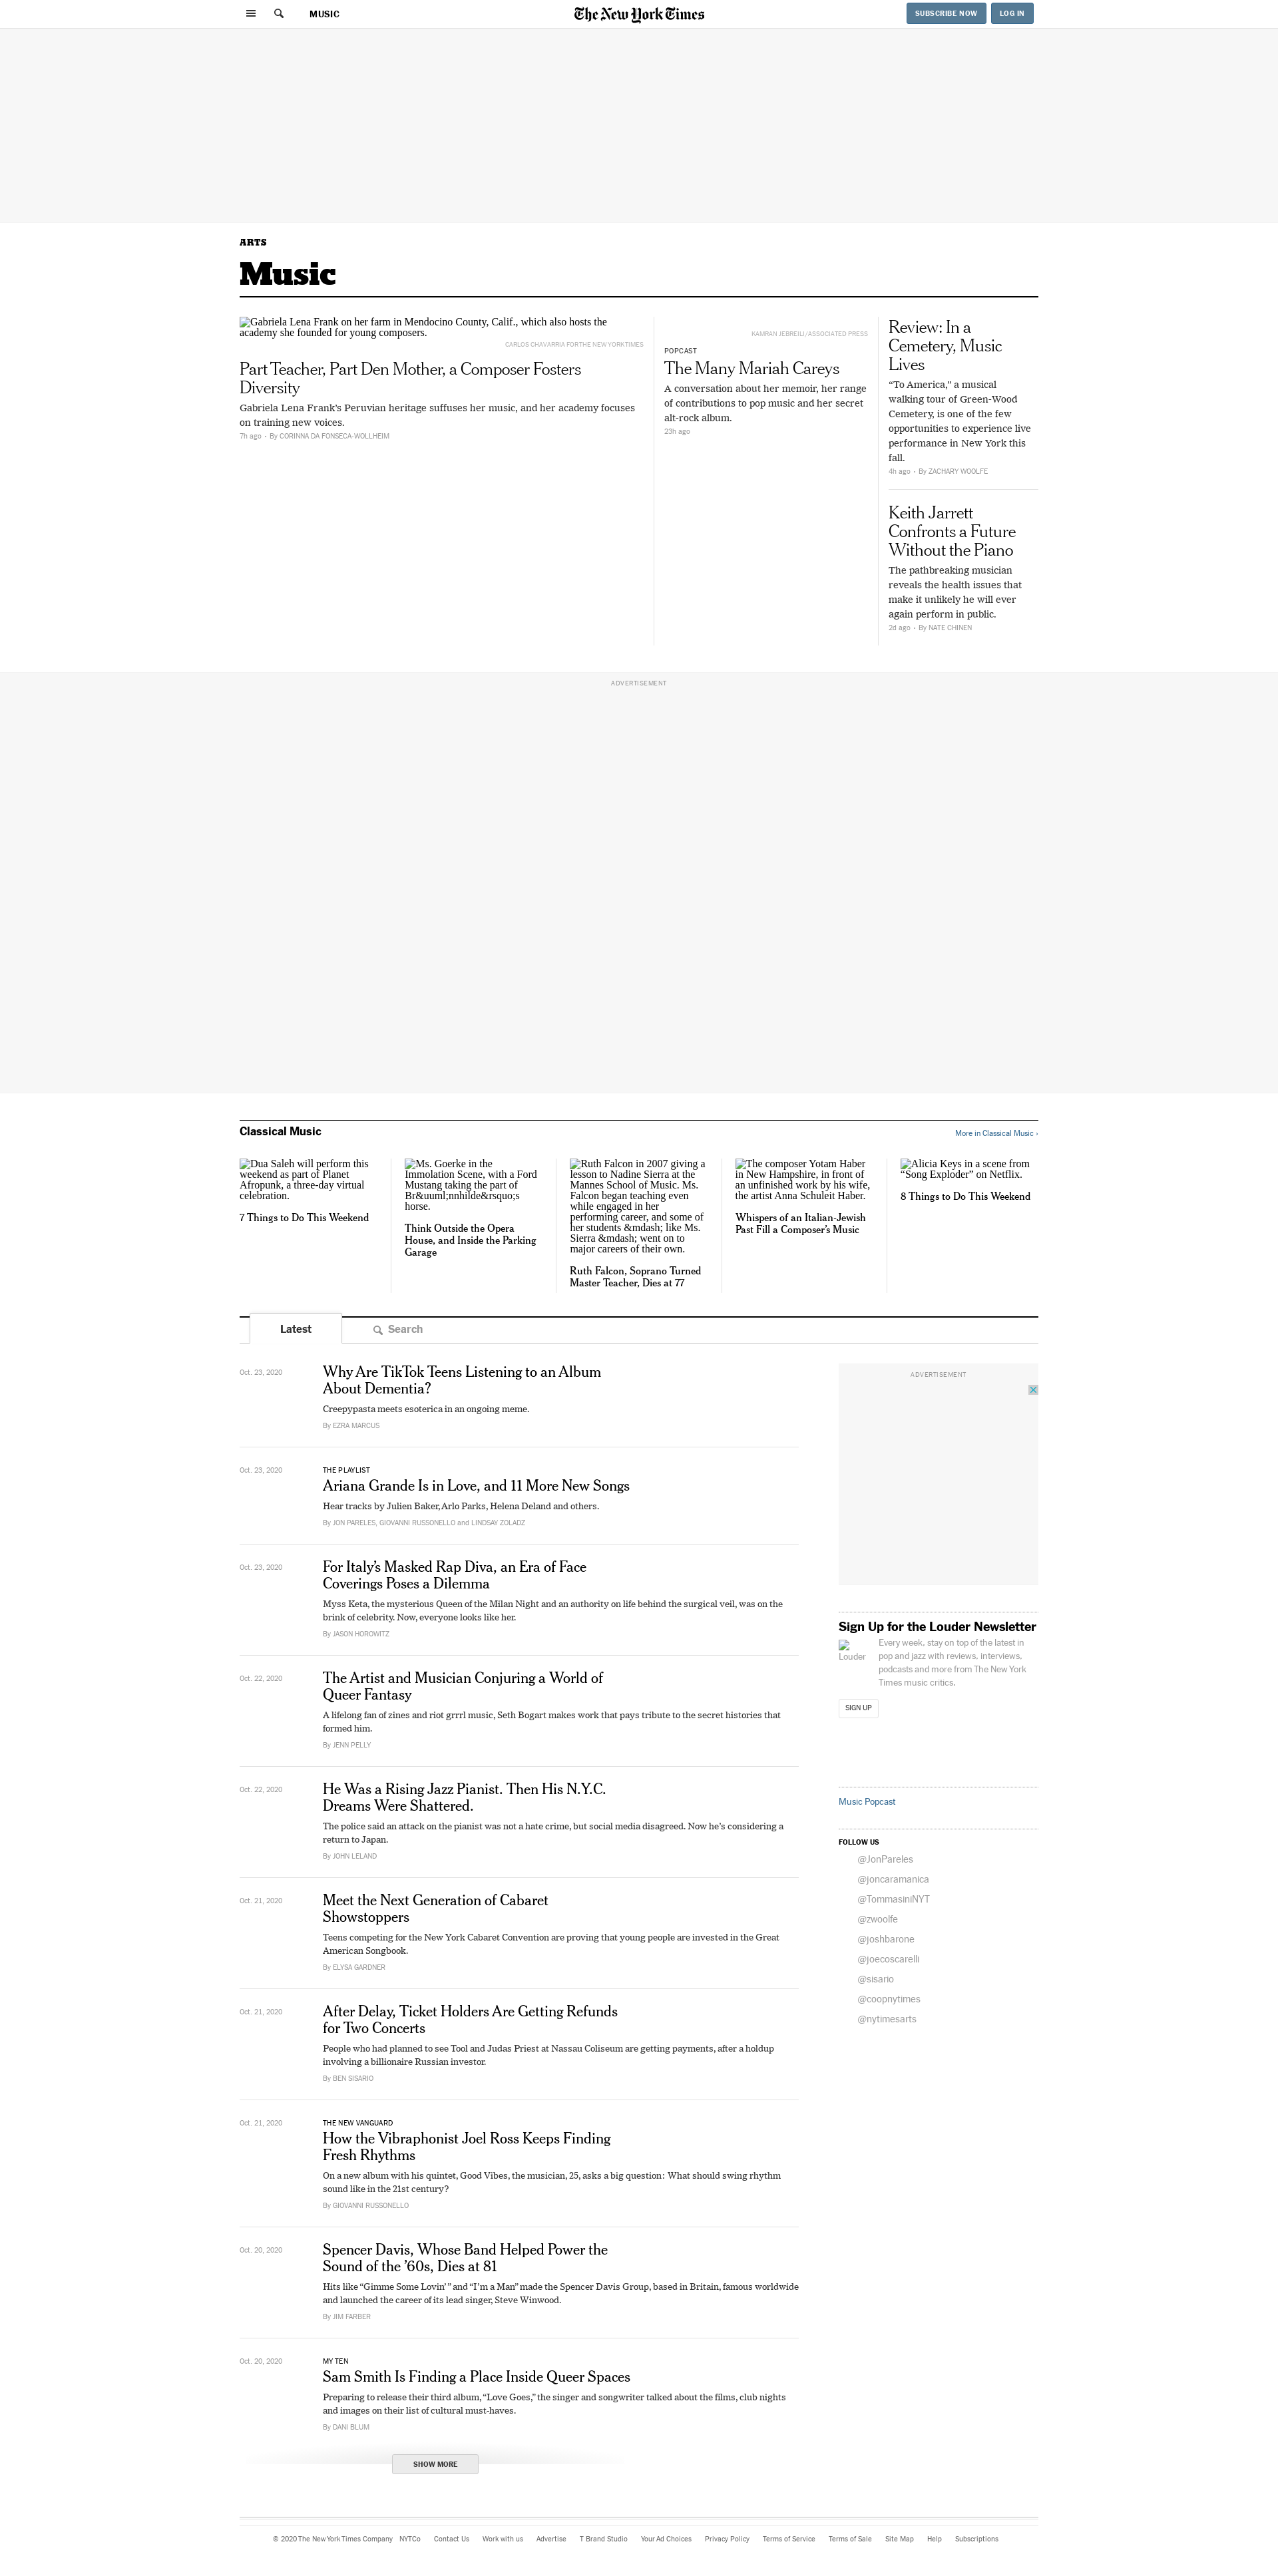 MUSIC
The New York Times
SUBSCRIBE NOW
LOG IN
ARTS
Music
Gabriela Lena Frank on her farm in Mendocino County, Calif., which also hosts the
academy she founded for young composers.
CARLOS CHAVARRIA FOR THE NEW YORK TIMES
Part Teacher, Part Den Mother, a Composer Fosters
Diversity
Gabriela Lena Frank’s Peruvian heritage suffuses her music, and her academy focuses
on training new voices.
7h ago • By CORINNA DA FONSECA-WOLLHEIM
KAMRAN JEBREILI/ASSOCIATED PRESS
POPCAST
The Many Mariah Careys
A conversation about her memoir, her range
of contributions to pop music and her secret
alt-rock album.
23h ago
Review: In a
Cemetery, Music
Lives
“To America,” a musical
walking tour of Green-Wood
Cemetery, is one of the few
opportunities to experience live
performance in New York this
fall.
4h ago • By ZACHARY WOOLFE
Keith Jarrett
Confronts a Future
Without the Piano
The pathbreaking musician
reveals the health issues that
make it unlikely he will ever
again perform in public.
2d ago • By NATE CHINEN
ADVERTISEMENT
Classical Music
More in Classical Music ›
Dua Saleh will perform this
weekend as part of Planet
Afropunk, a three-day virtual
celebration.
7 Things to Do This Weekend
Ms. Goerke in the
Immolation Scene, with a Ford
Mustang taking the part of
Br&uuml;nnhilde&rsquo;s
horse.
Think Outside the Opera
House, and Inside the Parking
Garage
Ruth Falcon in 2007 giving a
lesson to Nadine Sierra at the
Mannes School of Music. Ms.
Falcon began teaching even
while engaged in her
performing career, and some of
her students &mdash; like Ms.
Sierra &mdash; went on to
major careers of their own.
Ruth Falcon, Soprano Turned
Master Teacher, Dies at 77
The composer Yotam Haber
in New Hampshire, in front of
an unfinished work by his wife,
the artist Anna Schuleit Haber.
Whispers of an Italian-Jewish
Past Fill a Composer’s Music
Alicia Keys in a scene from
“Song Exploder” on Netflix.
8 Things to Do This Weekend
Latest
Search
Oct. 23, 2020
Why Are TikTok Teens Listening to an Album
About Dementia?
Creepypasta meets esoterica in an ongoing meme.
By EZRA MARCUS
Oct. 23, 2020
THE PLAYLIST
Ariana Grande Is in Love, and 11 More New Songs
Hear tracks by Julien Baker, Arlo Parks, Helena Deland and others.
By JON PARELES, GIOVANNI RUSSONELLO and LINDSAY ZOLADZ
Oct. 23, 2020
For Italy’s Masked Rap Diva, an Era of Face
Coverings Poses a Dilemma
Myss Keta, the mysterious Queen of the Milan Night and an authority on life behind the surgical veil, was on the
brink of celebrity. Now, everyone looks like her.
By JASON HOROWITZ
Oct. 22, 2020
The Artist and Musician Conjuring a World of
Queer Fantasy
A lifelong fan of zines and riot grrrl music, Seth Bogart makes work that pays tribute to the secret histories that
formed him.
By JENN PELLY
Oct. 22, 2020
He Was a Rising Jazz Pianist. Then His N.Y.C.
Dreams Were Shattered.
The police said an attack on the pianist was not a hate crime, but social media disagreed. Now he’s considering a
return to Japan.
By JOHN LELAND
Oct. 21, 2020
Meet the Next Generation of Cabaret
Showstoppers
Teens competing for the New York Cabaret Convention are proving that young people are invested in the Great
American Songbook.
By ELYSA GARDNER
Oct. 21, 2020
After Delay, Ticket Holders Are Getting Refunds
for Two Concerts
People who had planned to see Tool and Judas Priest at Nassau Coliseum are getting payments, after a holdup
involving a billionaire Russian investor.
By BEN SISARIO
Oct. 21, 2020
THE NEW VANGUARD
How the Vibraphonist Joel Ross Keeps Finding
Fresh Rhythms
On a new album with his quintet, Good Vibes, the musician, 25, asks a big question: What should swing rhythm
sound like in the 21st century?
By GIOVANNI RUSSONELLO
Oct. 20, 2020
Spencer Davis, Whose Band Helped Power the
Sound of the ’60s, Dies at 81
Hits like “Gimme Some Lovin’ ” and “I’m a Man” made the Spencer Davis Group, based in Britain, famous worldwide
and launched the career of its lead singer, Steve Winwood.
By JIM FARBER
Oct. 20, 2020
MY TEN
Sam Smith Is Finding a Place Inside Queer Spaces
Preparing to release their third album, “Love Goes,” the singer and songwriter talked about the films, club nights
and images on their list of cultural must-haves.
By DANI BLUM
SHOW MORE
ADVERTISEMENT
Sign Up for the Louder Newsletter
Louder
Every week, stay on top of the latest in
pop and jazz with reviews, interviews,
podcasts and more from The New York
Times music critics.
SIGN UP
Music Popcast
FOLLOW US
@JonPareles
@joncaramanica
@TommasiniNYT
@zwoolfe
@joshbarone
@joecoscarelli
@sisario
@coopnytimes
@nytimesarts
© 2020 The New York Times Company NYTCo Contact Us Work with us Advertise T Brand Studio Your Ad Choices Privacy Policy Terms of Service Terms of Sale Site Map Help Subscriptions